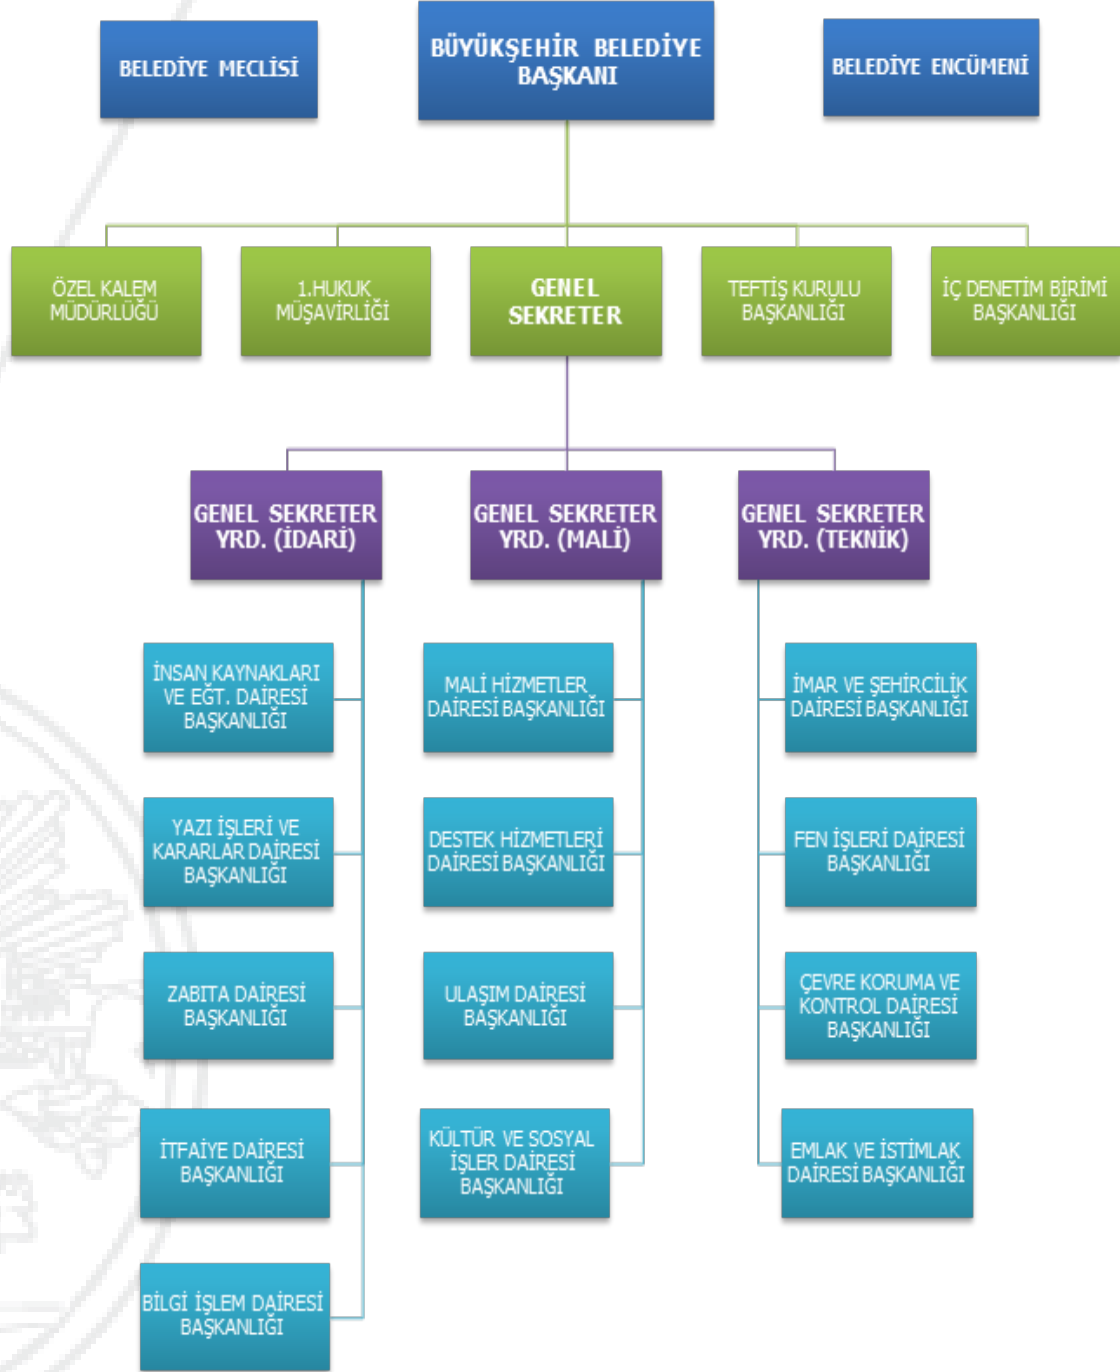 BELEDİYE MECLİSİ
BÜYÜKŞEHİR BELEDİYE
BAŞKANI
BELEDİYE ENCÜMENİ
ÖZEL KALEM
MÜDÜRLÜĞÜ
1.HUKUK
MÜŞAVİRLİĞİ
GENEL
SEKRETER
TEFTİŞ KURULU
BAŞKANLIĞI
İÇ DENETİM BİRİMİ
BAŞKANLIĞI
GENEL SEKRETER
YRD. (İDARİ)
GENEL SEKRETER
YRD. (MALİ)
GENEL SEKRETER
YRD. (TEKNİK)
İNSAN KAYNAKLARI
VE EĞT. DAİRESİ
BAŞKANLIĞI
MALİ HİZMETLER
DAİRESİ BAŞKANLIĞI
İMAR VE ŞEHİRCİLİK
DAİRESİ BAŞKANLIĞI
YAZI İŞLERİ VE
KARARLAR DAİRESİ
BAŞKANLIĞI
DESTEK HİZMETLERİ
DAİRESİ BAŞKANLIĞI
FEN İŞLERİ DAİRESİ
BAŞKANLIĞI
ZABITA DAİRESİ
BAŞKANLIĞI
ULAŞIM DAİRESİ
BAŞKANLIĞI
ÇEVRE KORUMA VE
KONTROL DAİRESİ
BAŞKANLIĞI
İTFAİYE DAİRESİ
BAŞKANLIĞI
KÜLTÜR VE SOSYAL
İŞLER DAİRESİ
BAŞKANLIĞI
EMLAK VE İSTİMLAK
DAİRESİ BAŞKANLIĞI
BİLGİ İŞLEM DAİRESİ
BAŞKANLIĞI